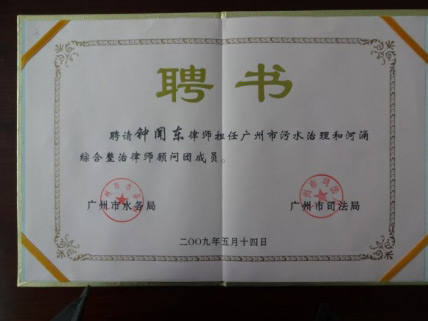 聘书
聘请钟闻东律师担任广州市污水治理和河涌
综合整治律师顾问团成员。
广州市水务局 广州市司法局
二〇〇九年五月十四日